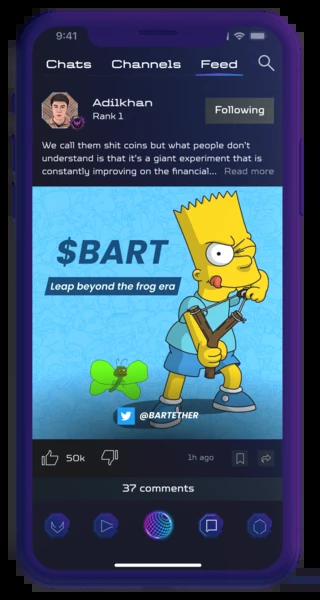 9:41
Chats Channels Feed
Adilkhan
Rank 1
Following
We call them shit coins but what people don't
understand is that it's a giant experiment that is
constantly improving on the financial... Read more
$BART
Leap beyond the frog era
@BARTETHER
50k
1h ago
37 comments